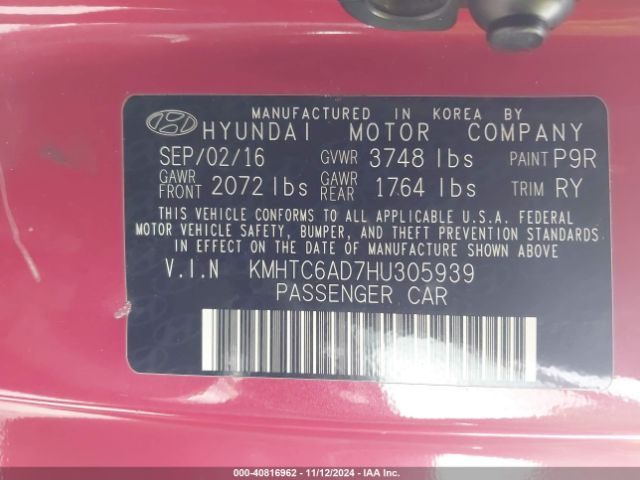 MANUFACTURED IN KOREA BY
HYUNDAI MOTOR COMPANY
SEP/02/16 GVWR 3748 lbs PAINT P9R
GAWR FRONT 2072 lbs GAWR REAR 1764 lbs TRIM RY
THIS VEHICLE CONFORMS TO ALL APPLICABLE U.S.A. FEDERAL
MOTOR VEHICLE SAFETY, BUMPER, AND THEFT PREVENTION
STANDARDS IN EFFECT ON THE DATE OF MANUFACTURE SHOWN ABOVE
V.I.N KMHTC6AD7HU305939
PASSENGER CAR
000-40816962 - 11/12/2024 - IAA Inc.